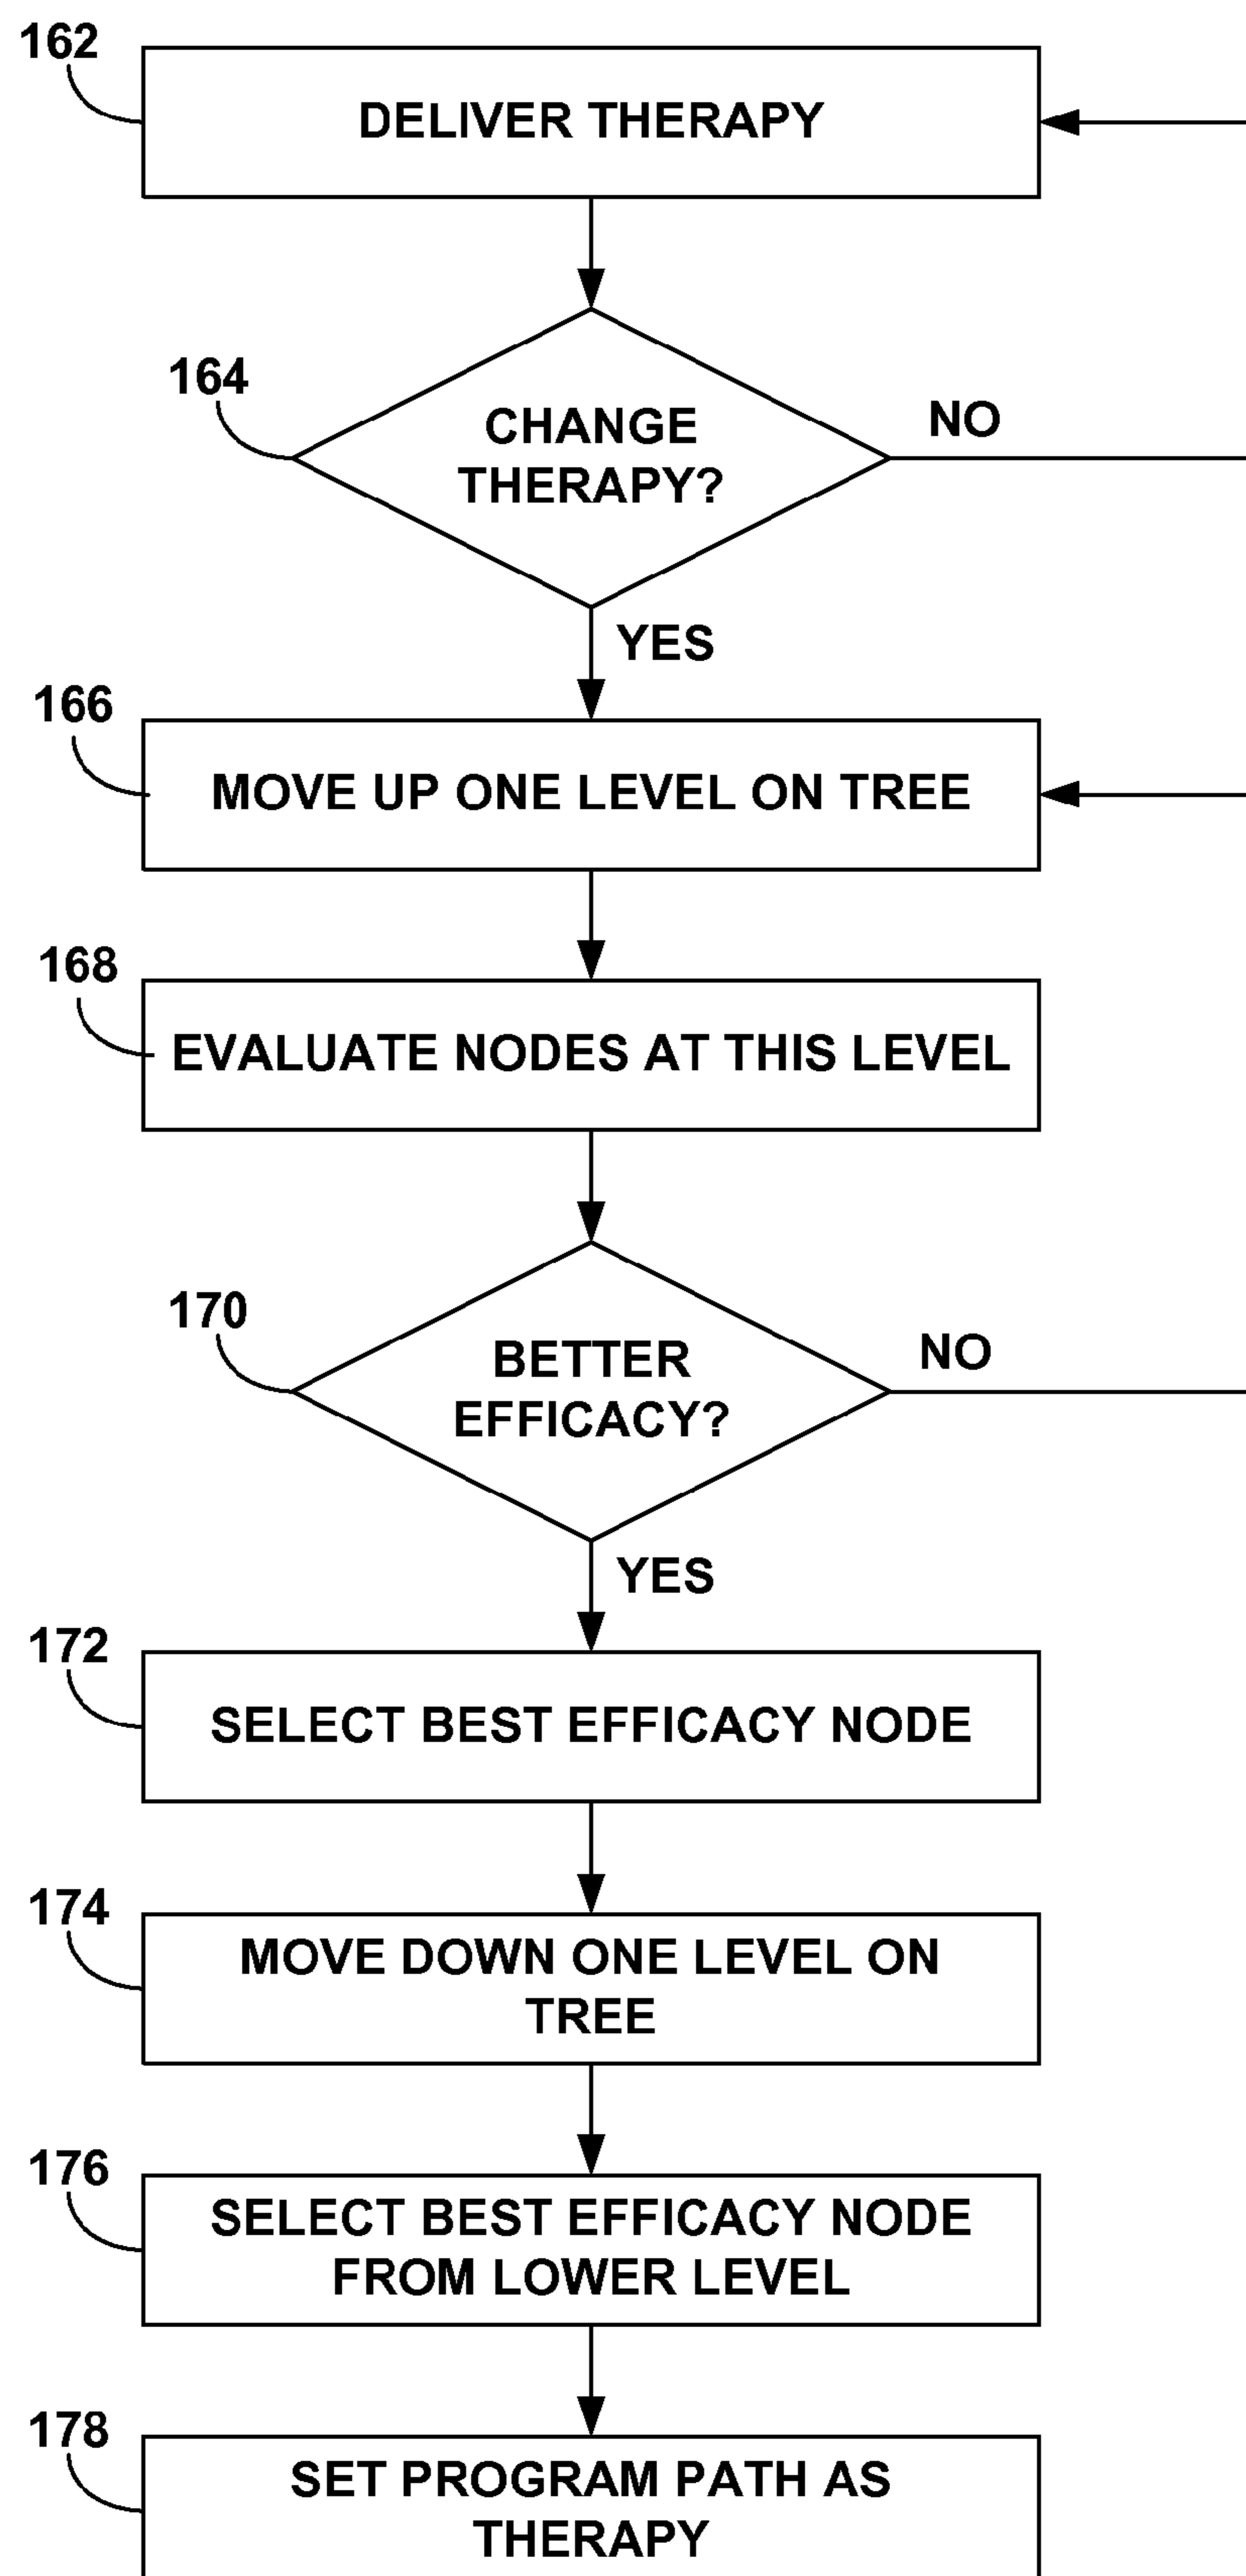 162
DELIVER THERAPY
164
CHANGE
THERAPY?
NO
YES
166
MOVE UP ONE LEVEL ON TREE
168
EVALUATE NODES AT THIS LEVEL
170
BETTER
EFFICACY?
NO
YES
172
SELECT BEST EFFICACY NODE
174
MOVE DOWN ONE LEVEL ON
TREE
176
SELECT BEST EFFICACY NODE
FROM LOWER LEVEL
178
SET PROGRAM PATH AS
THERAPY